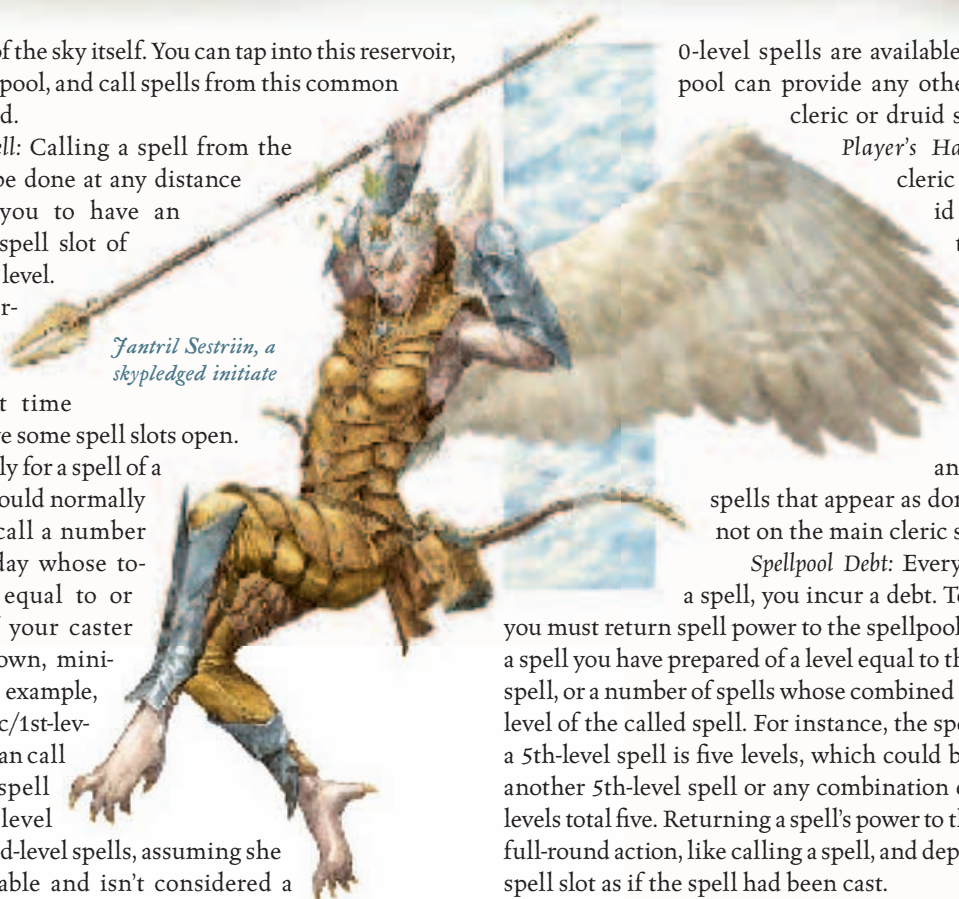 of the sky itself. You can tap into this reservoir,
pool, and call spells from this common
d.
ell: Calling a spell from the
be done at any distance
you to have an
spell slot of
level.
r-
Jantril Sestriin, a
skypledged initiate
t time
e some spell slots open.
ly for a spell of a
ould normally
call a number
day whose to-
equal to or
your caster
own, mini-
example,
c/1st-lev-
an call
spell
level
d-level spells, assuming she
able and isn't considered a
0-level spells are available
pool can provide any othe
cleric or druid s
Player's Ha
cleric
id
t
an
spells that appear as dom
not on the main cleric s
Spellpool Debt: Every
a spell, you incur a debt. To
you must return spell power to the spellpool
a spell you have prepared of a level equal to th
spell, or a number of spells whose combined
level of the called spell. For instance, the spe
a 5th-level spell is five levels, which could b
another 5th-level spell or any combination o
levels total five. Returning a spell's power to th
full-round action, like calling a spell, and dep
spell slot as if the spell had been cast.